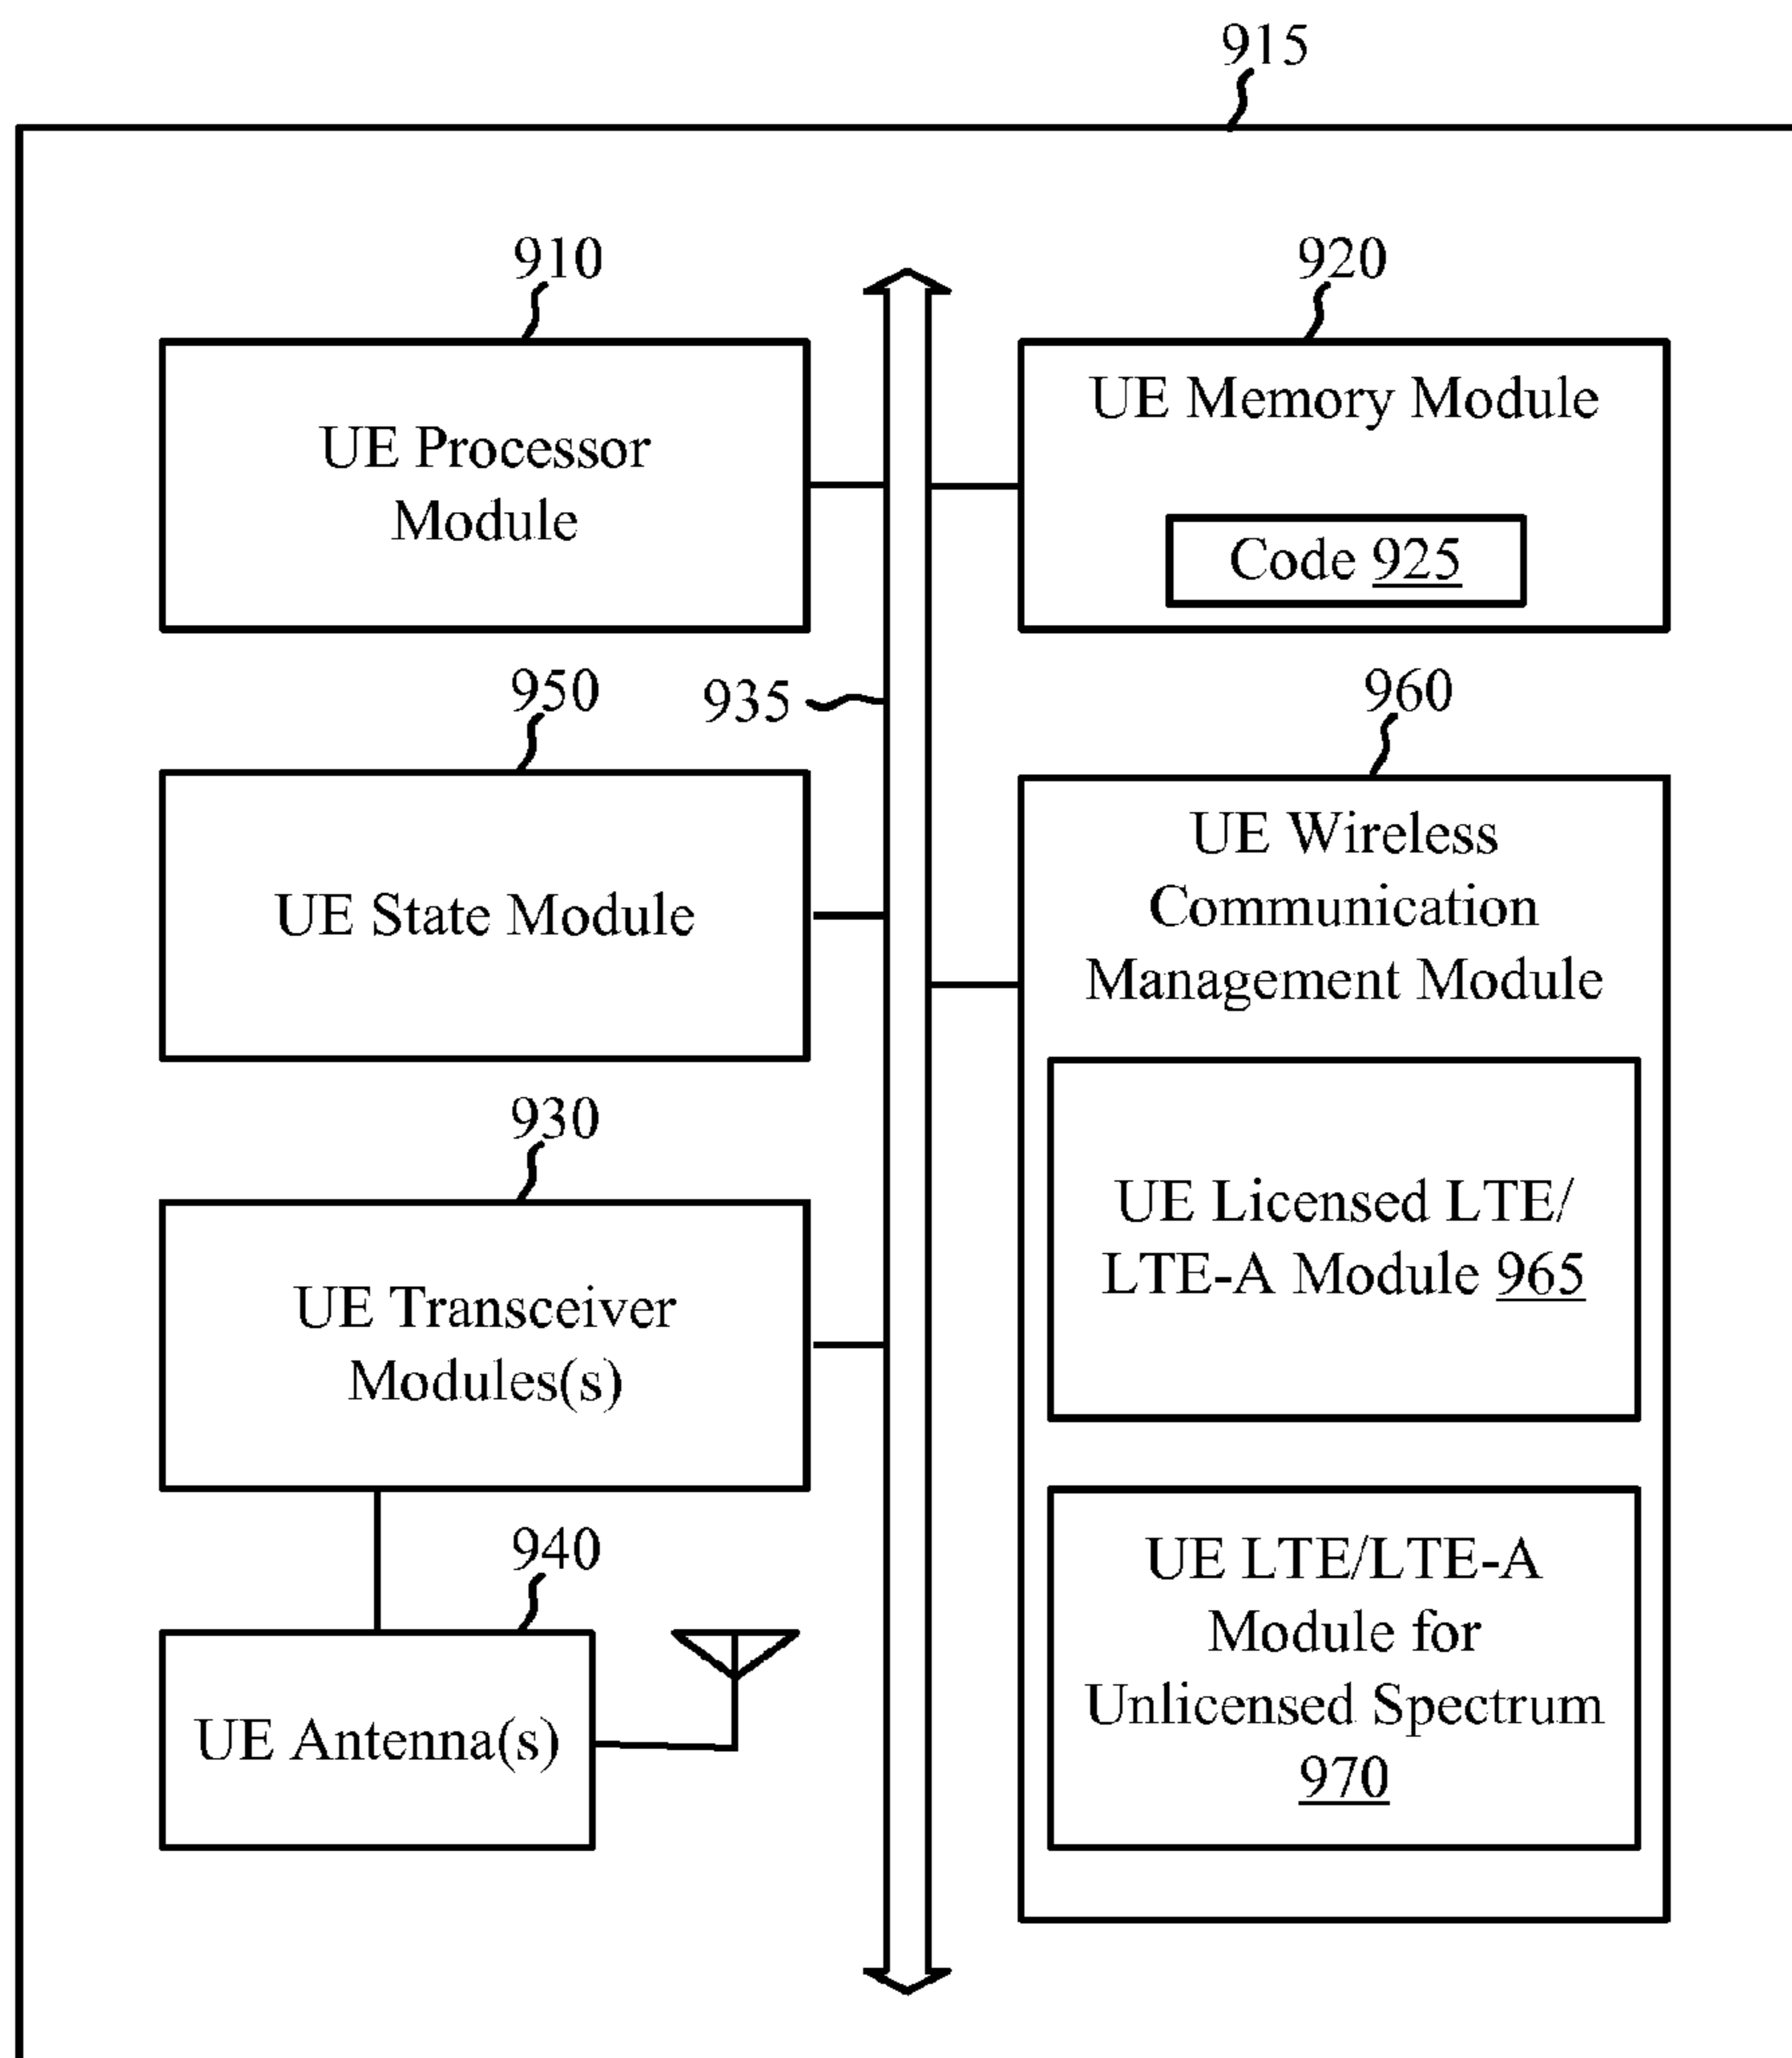 915
910
920
UE Processor
Module
UE Memory Module
Code 925
950
935
960
UE State Module
UE Wireless
Communication
Management Module
930
UE Transceiver
Modules(s)
UE Licensed LTE/
LTE-A Module 965
940
UE Antenna(s)
UE LTE/LTE-A
Module for
Unlicensed Spectrum
970